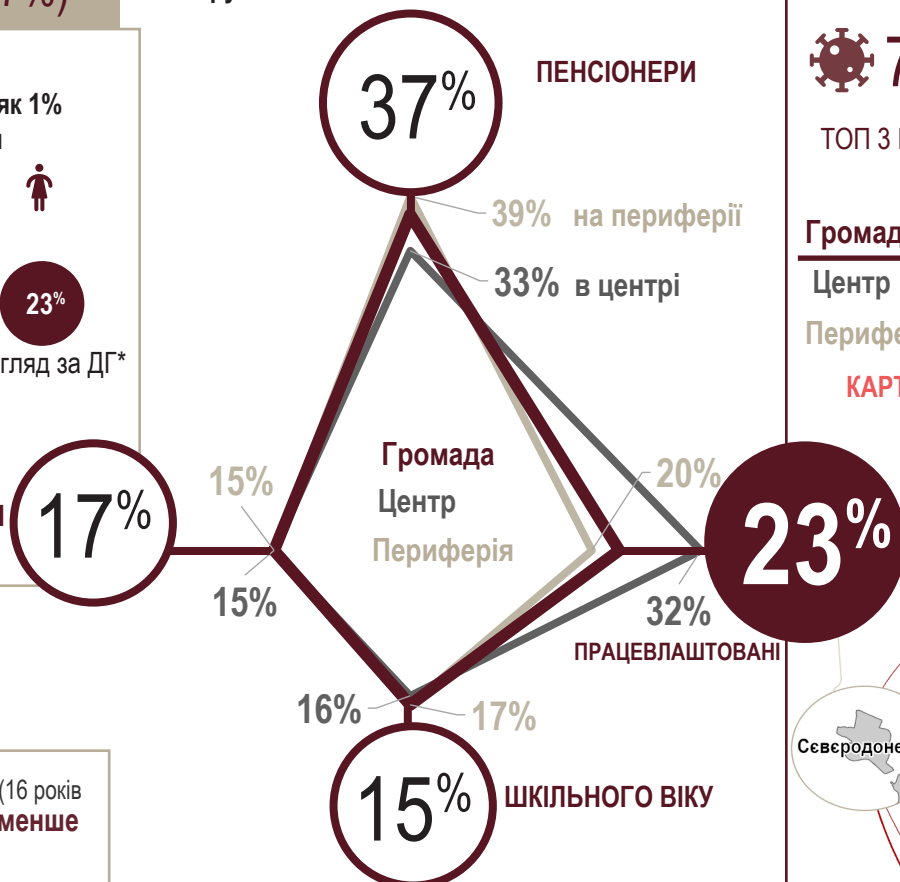 %)
як 1%
23%
гляд за ДГ*
17%
(16 років
менше
37%
ПЕНСІОНЕРИ
39% на периферії
33% в центрі
15%
Громада
Центр
Периферія
20%
23%
15%
32%
ПРАЦЕВЛАШТОВАНІ
16%
17%
15%
ШКІЛЬНОГО ВІКУ
7
ТОП 3
Громад
Центр
Перифе
КАРТ
Сєвєродоне